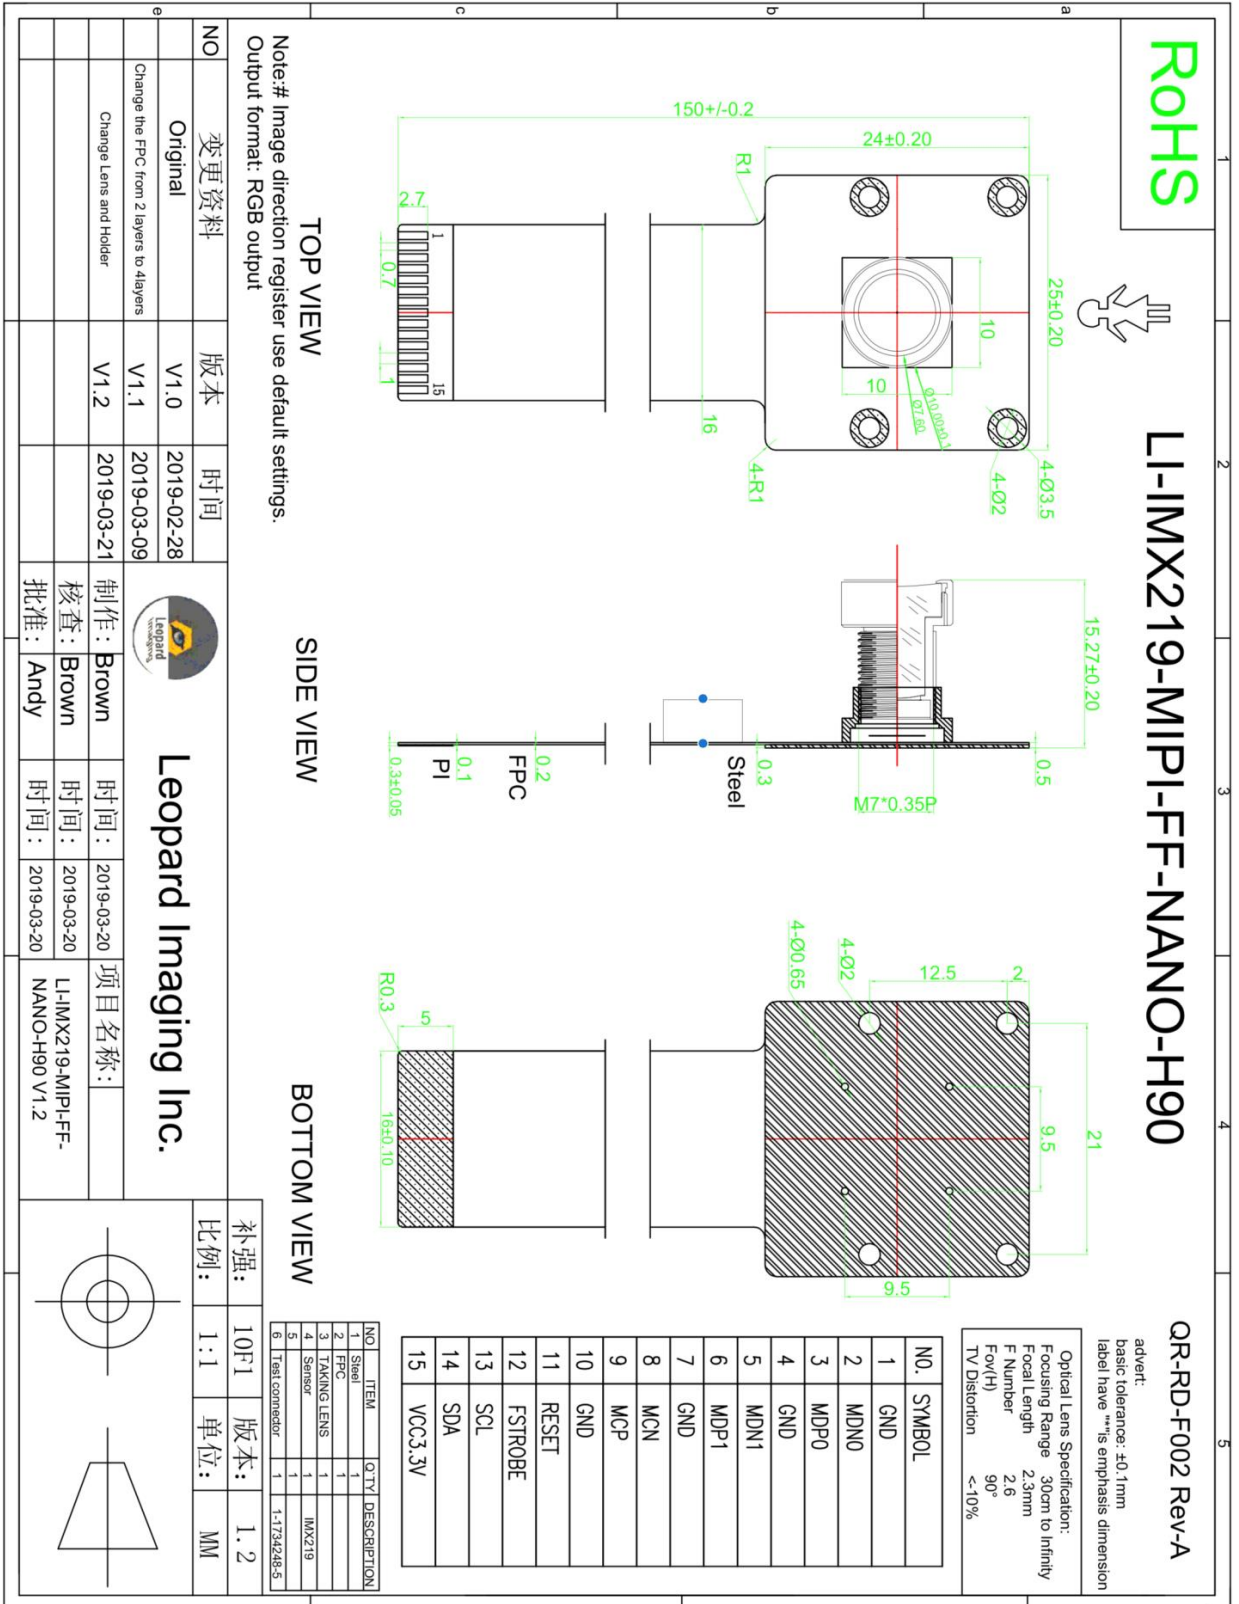 RoHS
LI-IMX219-MIPI-FF-NANO-H90
QR-RD-F002 Rev-A
advert:
basic tolerance: ±0.1mm
label have "*"is emphasis dimension
Optical Lens Specification:
Focusing Range 30cm to Infinity
Focal Length 2.3mm
F Number 2.6
Fov(H) 90°
TV Distortion <-10%
1
2
3
4
5
a
b
c
e
25±0.20
24±0.20
150+/-0.2
10
10
Ø10.00±0.1
Ø7.60
4-Ø3.5
4-Ø2
4-R1
R1
16
2.7
0.7
1
1
15
TOP VIEW
15.27±0.20
0.5
M7*0.35P
0.3
Steel
0.2
FPC
0.1
PI
0.3±0.05
SIDE VIEW
21
9.5
2
12.5
4-Ø2
4-Ø0.65
9.5
5
R0.3
16±0.10
BOTTOM VIEW
NO. SYMBOL
1 GND
2 MDN0
3 MDP0
4 GND
5 MDN1
6 MDP1
7 GND
8 MCN
9 MCP
10 GND
11 RESET
12 FSTROBE
13 SCL
14 SDA
15 VCC3.3V
NO ITEM Q'TY DESCRIPTION
1 Steel 1
2 FPC 1
3 TAKING LENS 1
4 Sensor 1 IMX219
5 1
6 Test connector 1 1-1734248-5
Note:# Image direction register use default settings.
Output format: RGB output
NO 变更资料 版本 时间
Original V1.0 2019-02-28
Change the FPC from 2 layers to 4layers V1.1 2019-03-09
Change Lens and Holder V1.2 2019-03-21
Leopard
Leopard Imaging Inc.
制作: Brown 时间: 2019-03-20 项目名称:
核查: Brown 时间: 2019-03-20
批准: Andy 时间: 2019-03-20
LI-IMX219-MIPI-FF-
NANO-H90 V1.2
补强: 10F1 版本: 1.2
比例: 1:1 单位: MM